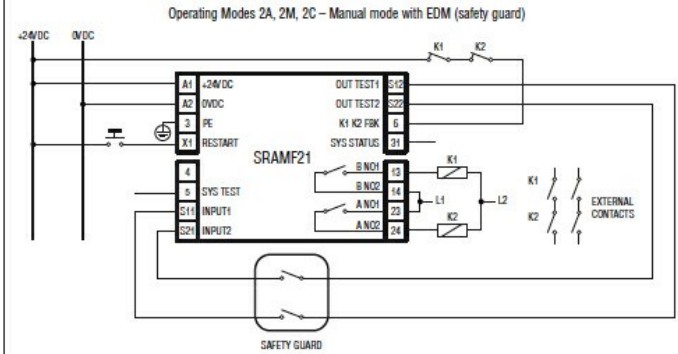 Operating Modes 2A, 2M, 2C – Manual mode with EDM (safety guard)
+24VDC 0VDC
K1 K2
A1 +24V DC OUT TEST1 S12
A2 0VDC OUT TEST2 S22
3 PE K1 K2 FBK 6
X1 RESTART SYS STATUS 31
SRAMF21
4 B NO1 13 K1
5 SYS TEST B NO2 14
S11 INPUT1 A NO1 23
S21 INPUT2 A NO2 24 K2
L1 L2
K1
K2
EXTERNAL
CONTACTS
SAFETY GUARD